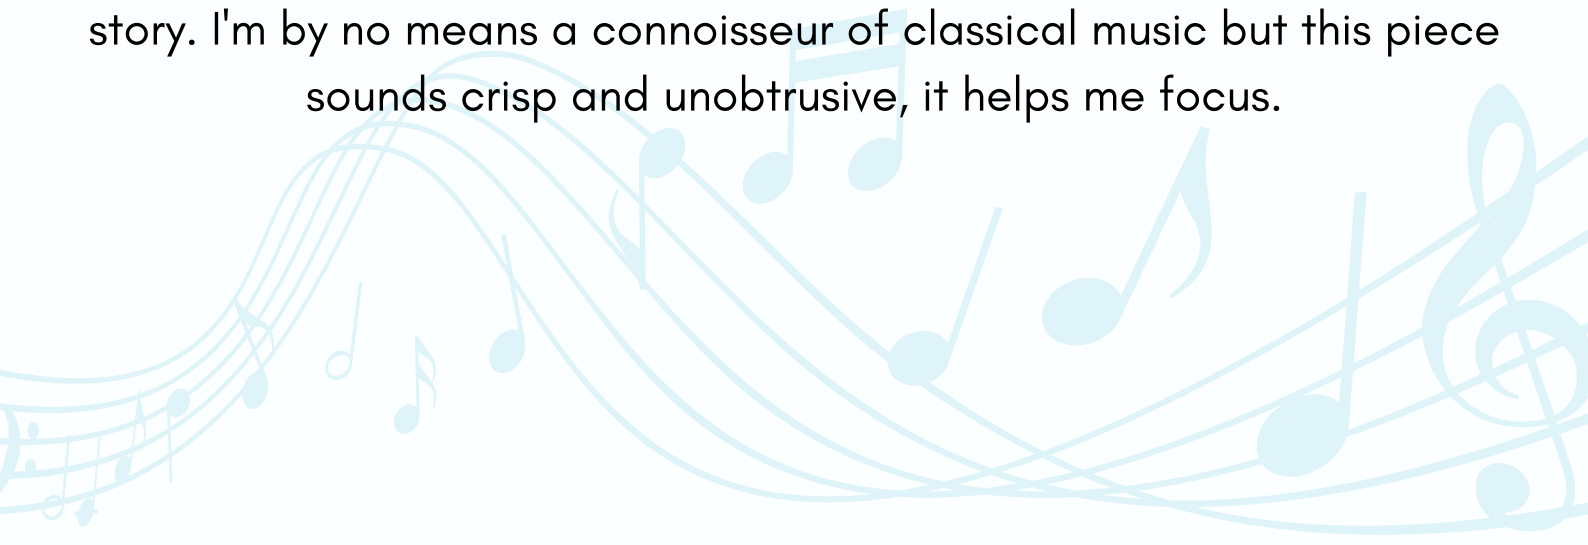 story. I'm by no means a connoisseur of classical music but this piece
sounds crisp and unobtrusive, it helps me focus.